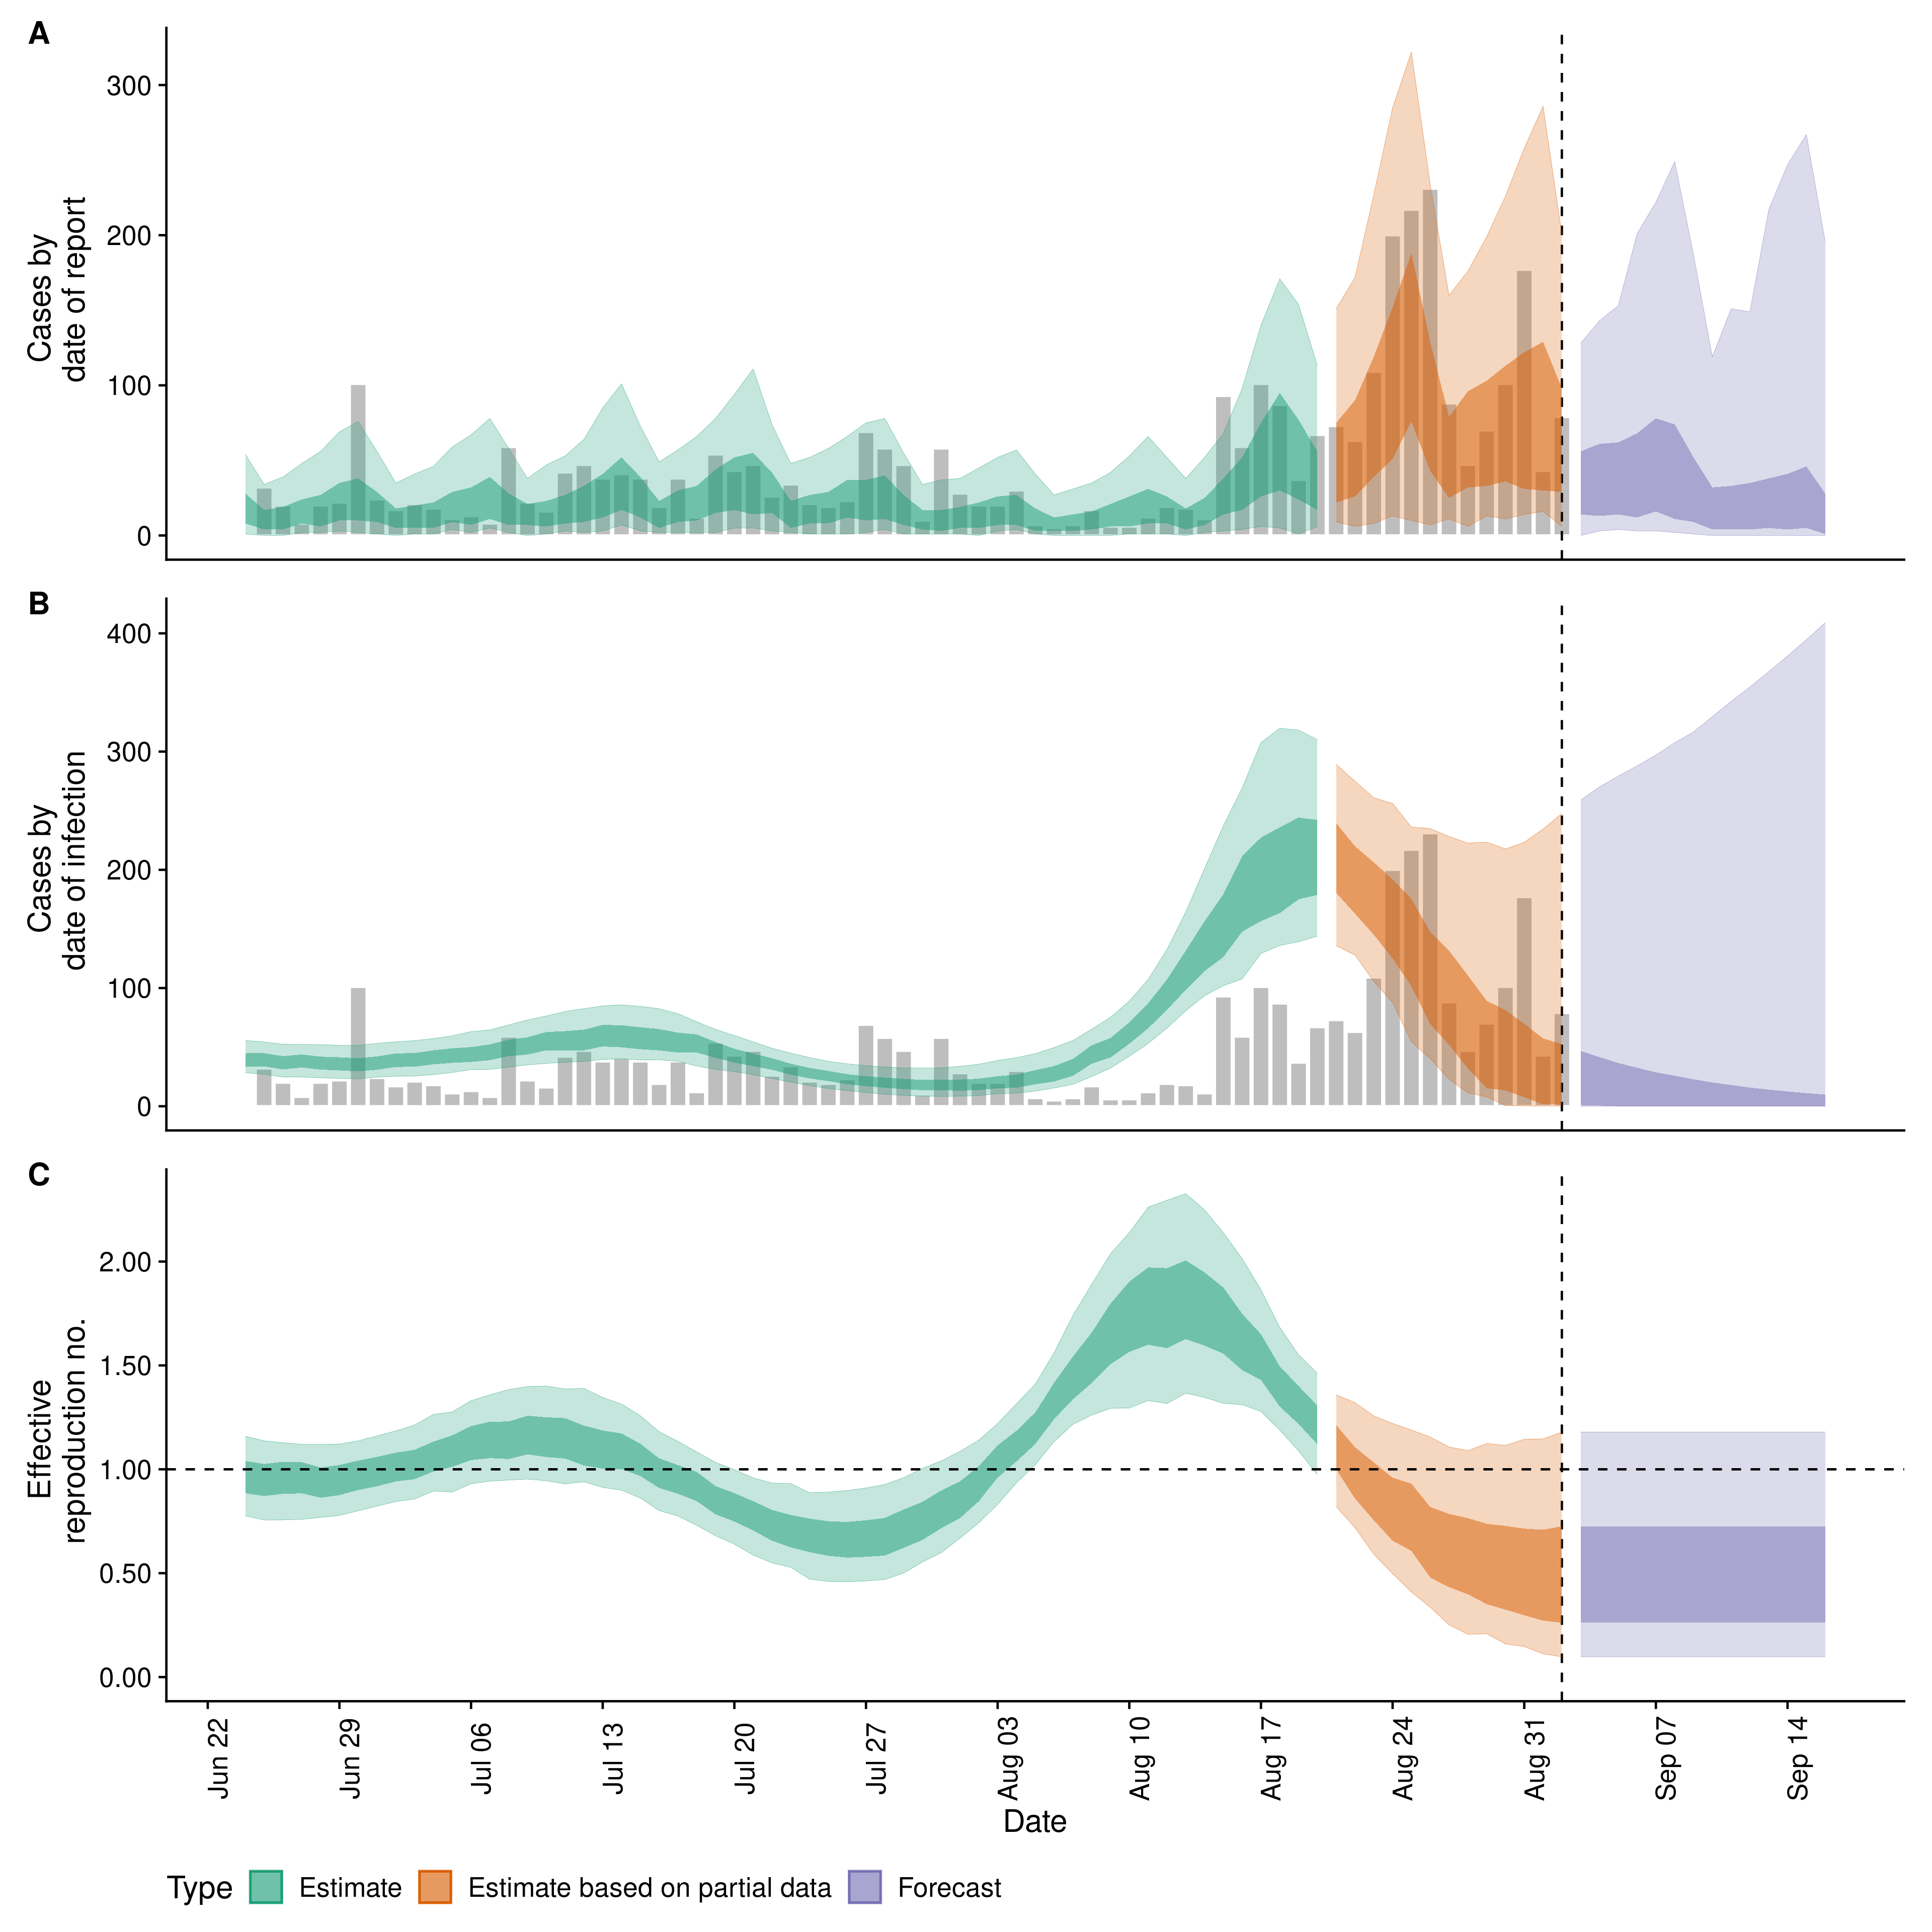 A
Cases by
date of report
300
200
100
0
B
Cases by
date of infection
400
300
200
100
0
C
Effective
reproduction no.
2.00
1.50
1.00
0.50
0.00
Jun 22
Jun 29
Jul 06
Jul 13
Jul 20
Jul 27
Aug 03
Aug 10
Aug 17
Aug 24
Aug 31
Sep 07
Sep 14
Date
Type Estimate Estimate based on partial data Forecast